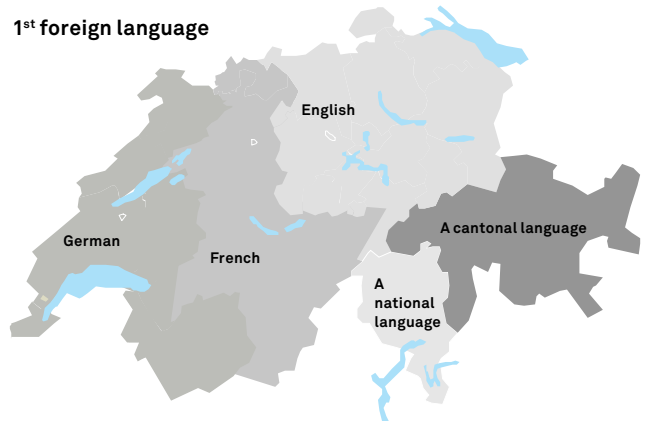 1st foreign language
English
A cantonal language
German
French
A
national
language